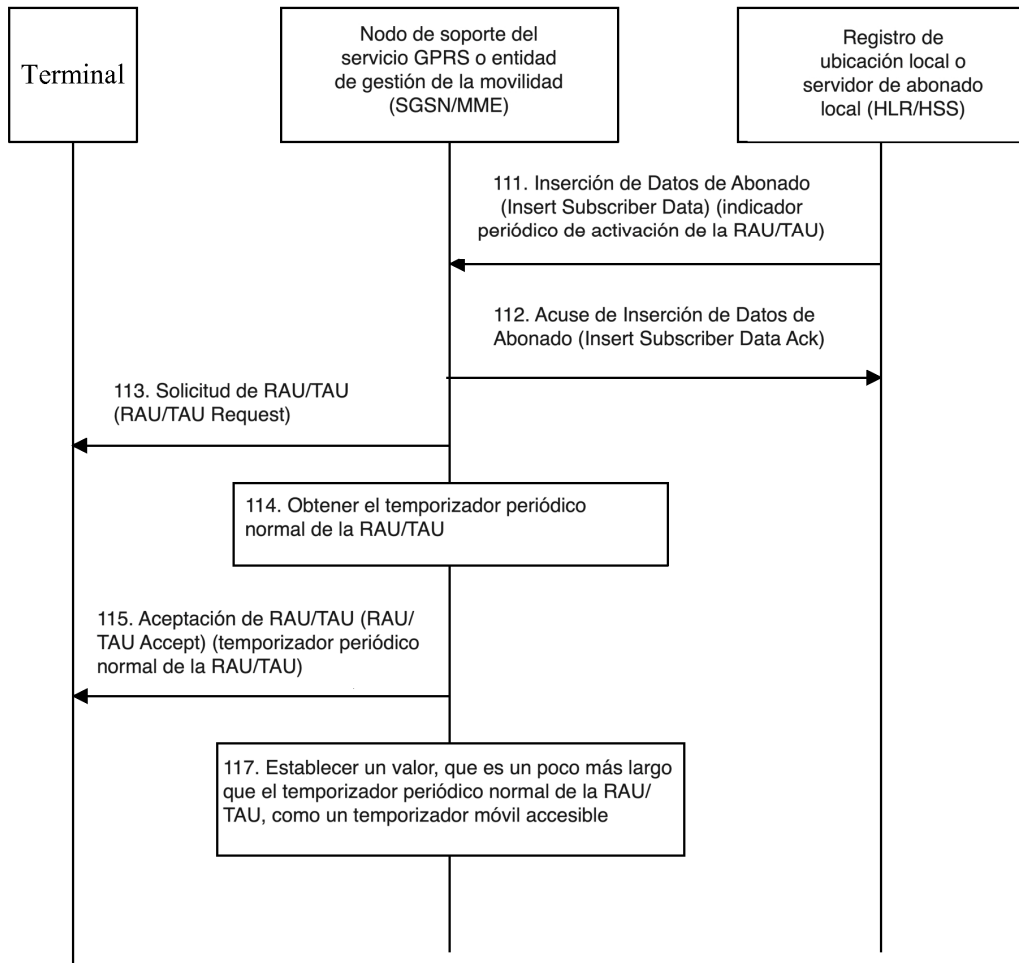 Terminal
Nodo de soporte del
servicio GPRS o entidad
de gestión de la movilidad
(SGSN/MME)
Registro de
ubicación local o
servidor de abonado
local (HLR/HSS)
111. Inserción de Datos de Abonado
(Insert Subscriber Data) (indicador
periódico de activación de la RAU/TAU)
112. Acuse de Inserción de Datos de
Abonado (Insert Subscriber Data Ack)
113. Solicitud de RAU/TAU
(RAU/TAU Request)
114. Obtener el temporizador periódico
normal de la RAU/TAU
115. Aceptación de RAU/TAU (RAU/
TAU Accept) (temporizador periódico
normal de la RAU/TAU)
117. Establecer un valor, que es un poco más largo
que el temporizador periódico normal de la RAU/
TAU, como un temporizador móvil accesible